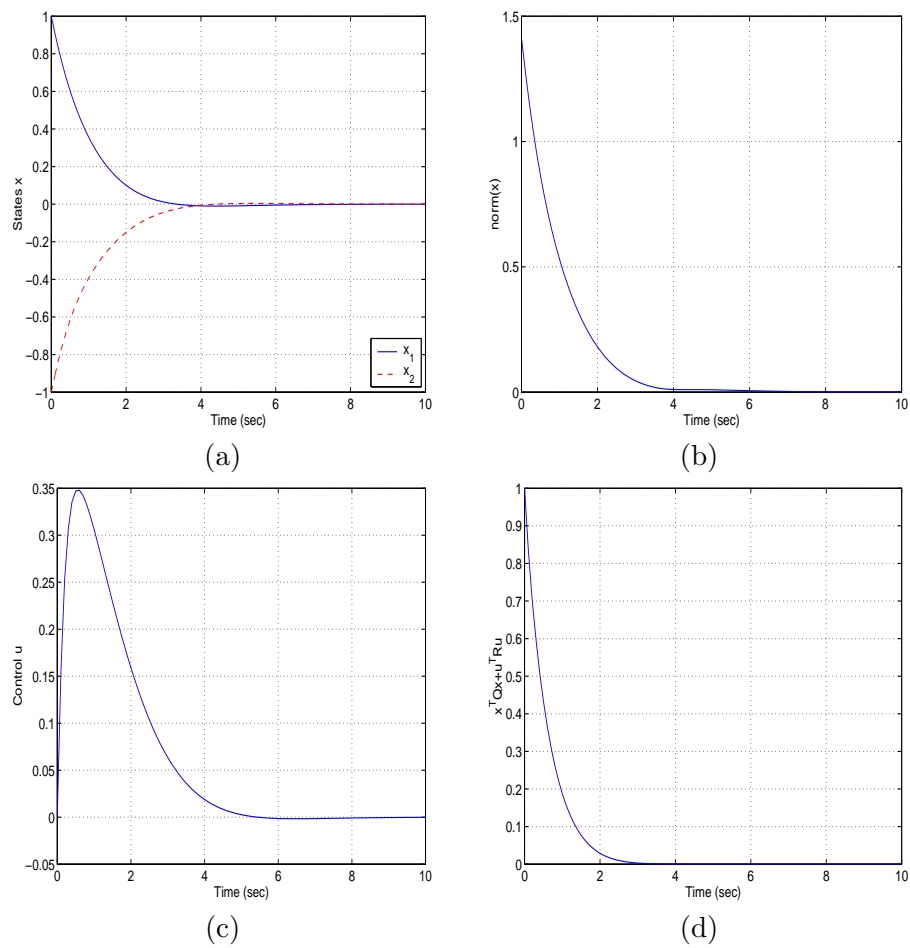 1
0.8
0.6
0.4
0.2
0
−0.2
−0.4
−0.6
−0.8
−1
States x
x1
x2
0 2 4 6 8 10
Time (sec)
(a)
1.5
1
0.5
0
norm(x)
0 2 4 6 8 10
Time (sec)
(b)
0.35
0.3
0.25
0.2
0.15
0.1
0.05
0
−0.05
Control u
0 2 4 6 8 10
Time (sec)
(c)
1
0.9
0.8
0.7
0.6
0.5
0.4
0.3
0.2
0.1
0
x^TQx+u^TRu
0 2 4 6 8 10
Time (sec)
(d)